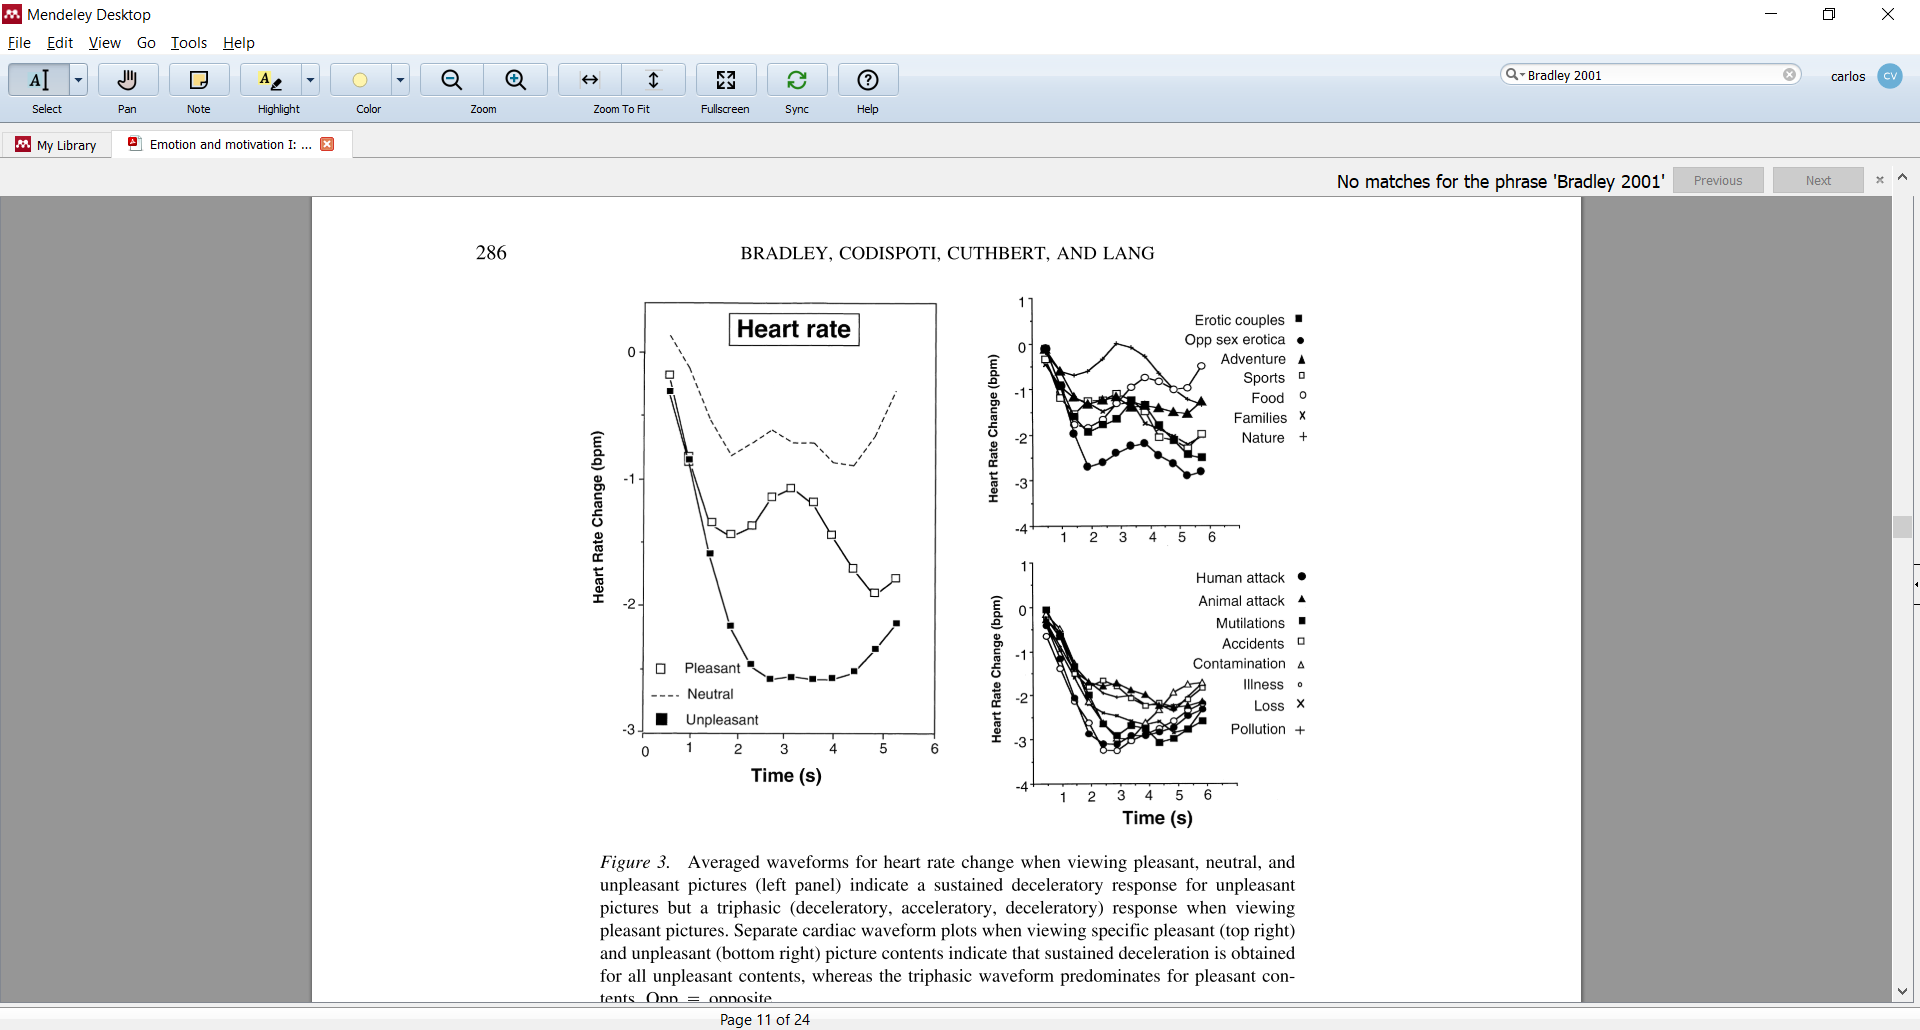 Mendeley Desktop
File Edit View Go Tools Help
Select Pan Note Highlight Color Zoom Zoom To Fit Fullscreen Sync Help
Bradley 2001
carlos CV
My Library
Emotion and motivation I: ...
No matches for the phrase 'Bradley 2001' Previous Next
286 BRADLEY, CODISPOTI, CUTHBERT, AND LANG
Heart rate
Heart Rate Change (bpm)
0
-1
-2
-3
Pleasant
Neutral
Unpleasant
0 1 2 3 4 5 6
Time (s)
Heart Rate Change (bpm)
1
0
-1
-2
-3
-4
Erotic couples
Opp sex erotica
Adventure
Sports
Food
Families
Nature
1 2 3 4 5 6
Heart Rate Change (bpm)
1
0
-1
-2
-3
-4
Human attack
Animal attack
Mutilations
Accidents
Contamination
Illness
Loss
Pollution
1 2 3 4 5 6
Time (s)
Figure 3. Averaged waveforms for heart rate change when viewing pleasant, neutral, and
unpleasant pictures (left panel) indicate a sustained deceleratory response for unpleasant
pictures but a triphasic (deceleratory, acceleratory, deceleratory) response when viewing
pleasant pictures. Separate cardiac waveform plots when viewing specific pleasant (top right)
and unpleasant (bottom right) picture contents indicate that sustained deceleration is obtained
for all unpleasant contents, whereas the triphasic waveform predominates for pleasant con-
tents. Opp = opposite
Page 11 of 24